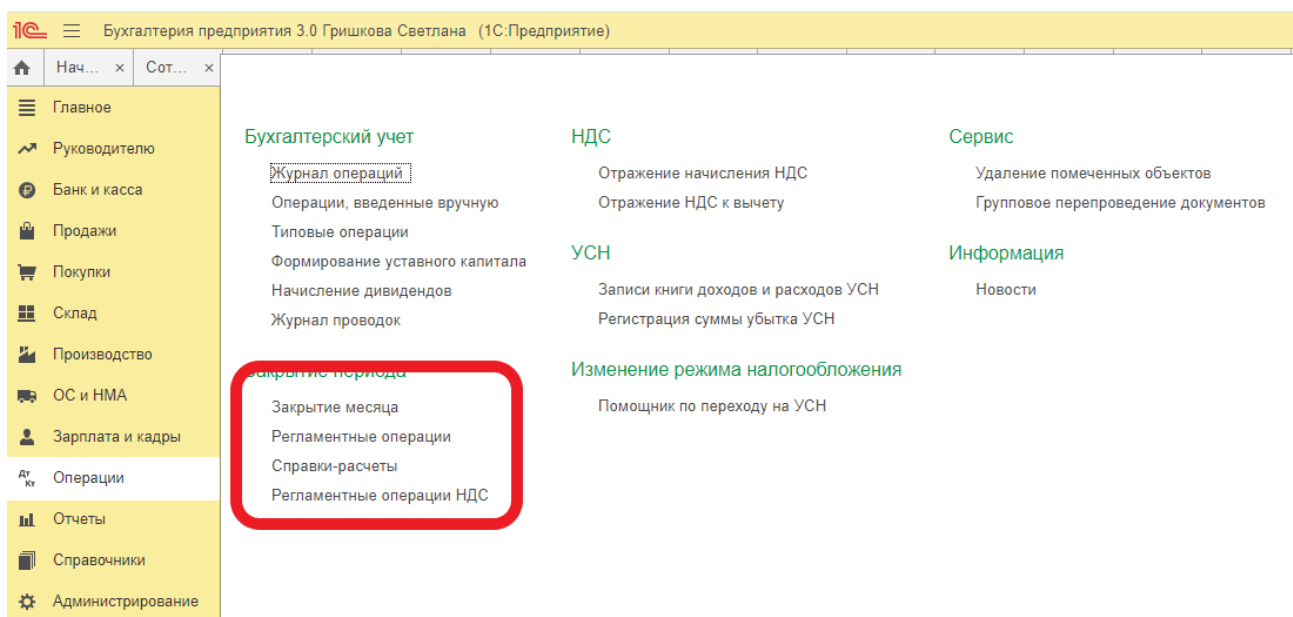 1С Бухгалтерия предприятия 3.0 Гришкова Светлана (1С:Предприятие)
Нач... × Сот... ×
Главное
Руководителю
Банк и касса
Продажи
Покупки
Склад
Производство
ОС и НМА
Зарплата и кадры
Дт Кт Операции
Отчеты
Справочники
Администрирование
Бухгалтерский учет
Журнал операций
Операции, введенные вручную
Типовые операции
Формирование уставного капитала
Начисление дивидендов
Журнал проводок
Закрытие периода
Закрытие месяца
Регламентные операции
Справки-расчеты
Регламентные операции НДС
НДС
Отражение начисления НДС
Отражение НДС к вычету
УСН
Записи книги доходов и расходов УСН
Регистрация суммы убытка УСН
Изменение режима налогообложения
Помощник по переходу на УСН
Сервис
Удаление помеченных объектов
Групповое перепроведение документов
Информация
Новости